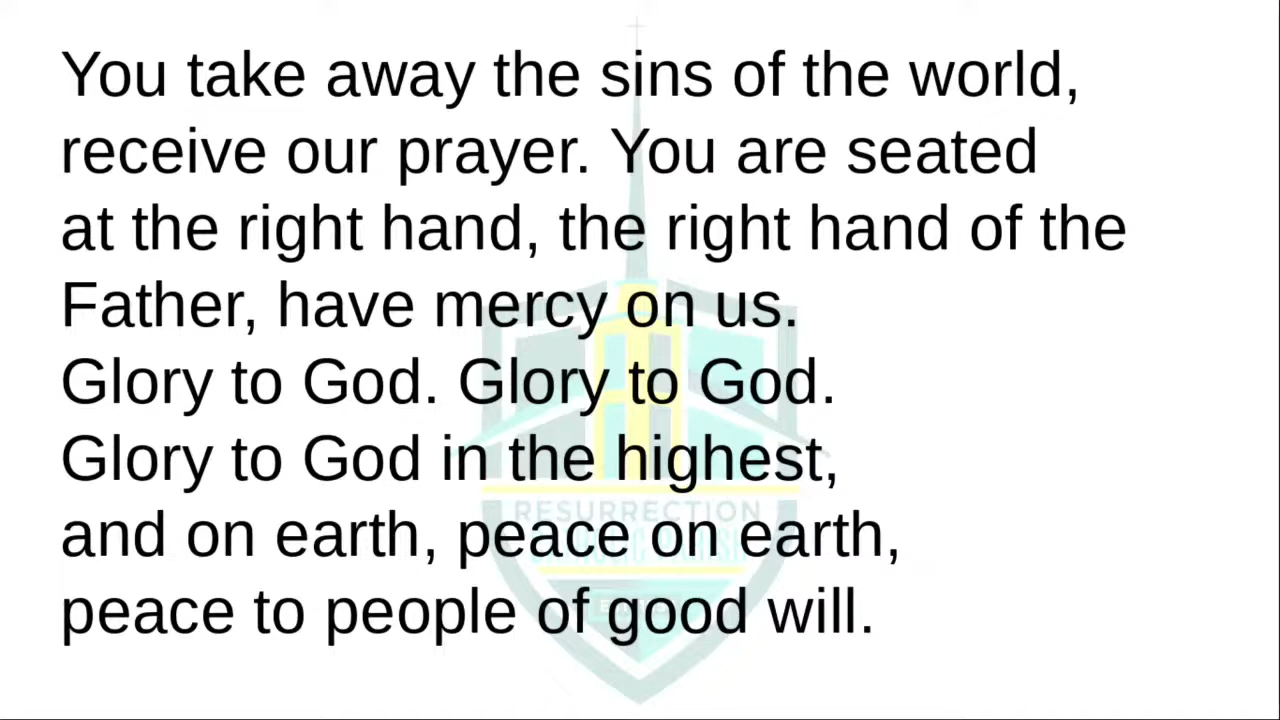 You take away the sins of the world,
receive our prayer. You are seated
at the right hand, the right hand of the
Father, have mercy on us.
Glory to God. Glory to God.
Glory to God in the highest,
RESURRECTION
and on earth, peace on earth,
peace to people of good will.